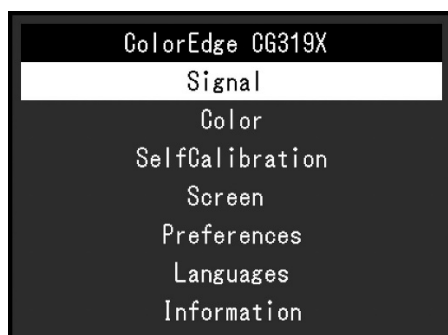 ColorEdge CG319X
Signal
Color
SelfCalibration
Screen
Preferences
Languages
Information